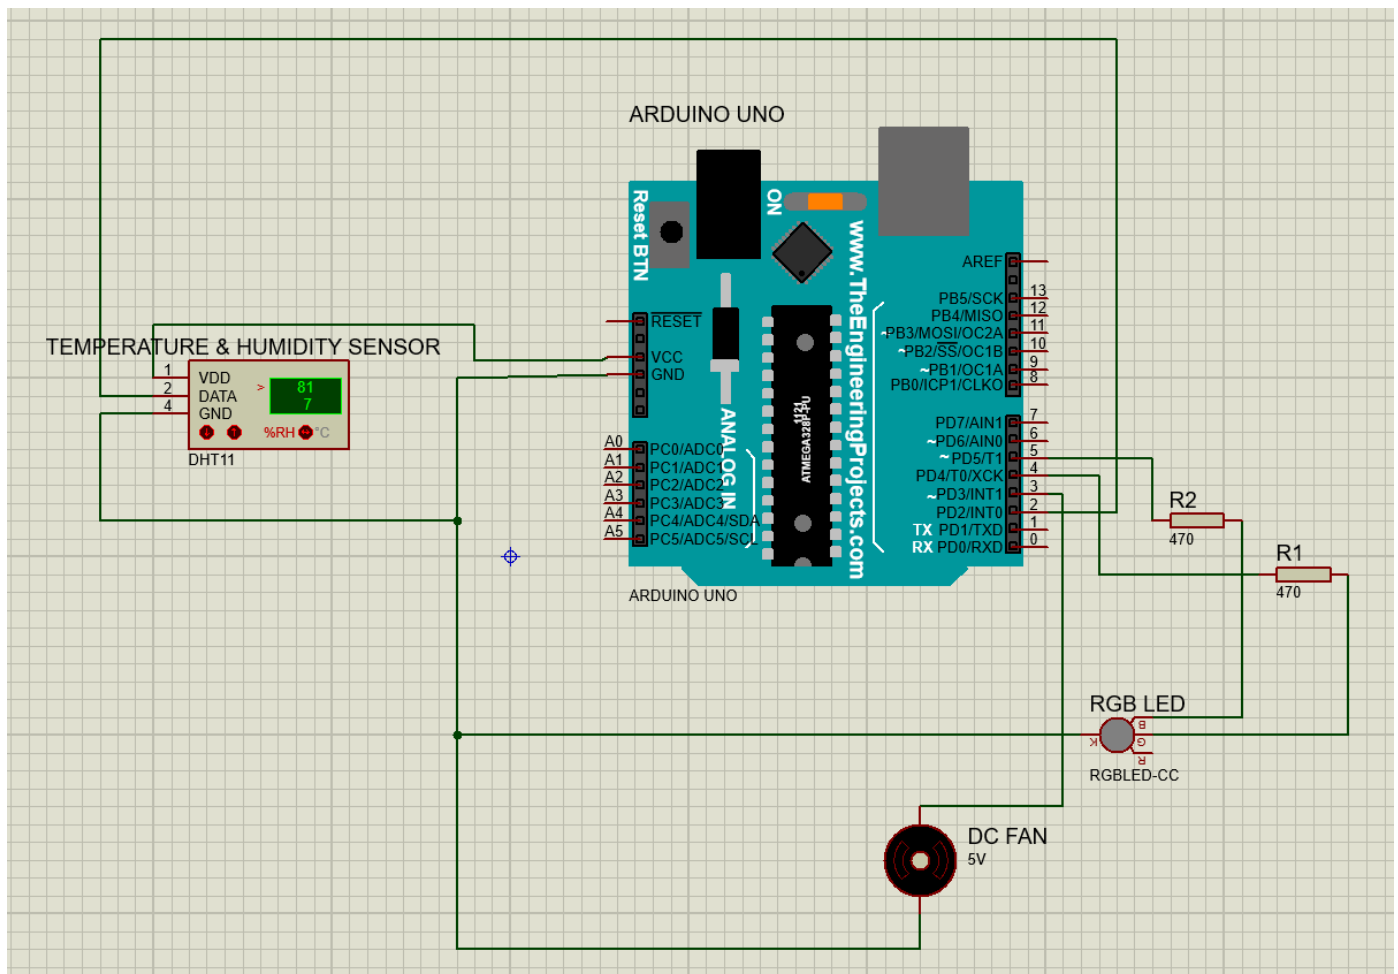 ARDUINO UNO
Reset BTN
ON
www.TheEngineeringProjects.com
AREF
PB5/SCK 13
PB4/MISO 12
~PB3/MOSI/OC2A 11
~PB2/SS/OC1B 10
~PB1/OC1A 9
PB0/ICP1/CLKO 8
RESET
VCC
GND
TEMPERATURE & HUMIDITY SENSOR
1 VDD
2 DATA
4 GND
> 81
7
%RH °C
DHT11
ANALOG IN
1121
ATMEGA328P-PU
A0 PC0/ADC0
A1 PC1/ADC1
A2 PC2/ADC2
A3 PC3/ADC3
A4 PC4/ADC4/SDA
A5 PC5/ADC5/SCL
PD7/AIN1 7
~PD6/AIN0 6
~PD5/T1 5
PD4/T0/XCK 4
~PD3/INT1 3
PD2/INT0 2
TX PD1/TXD 1
RX PD0/RXD 0
ARDUINO UNO
R2
470
R1
470
RGB LED
B
K G
R
RGBLED-CC
DC FAN
5V